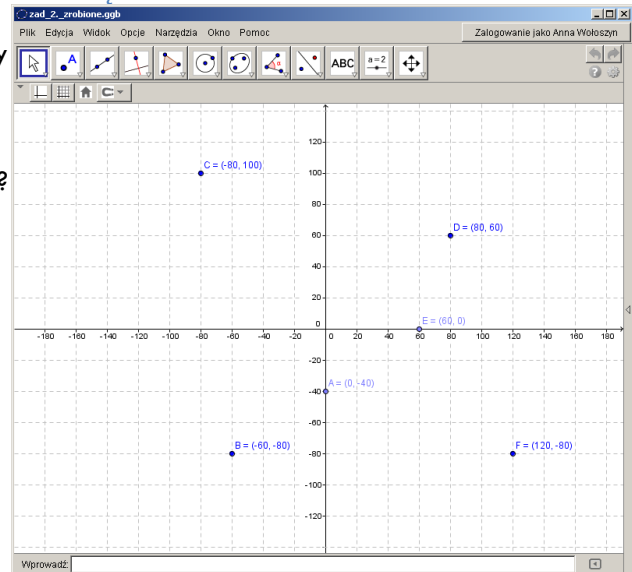 zad_2._zrobione.ggb
Plik Edycja Widok Opcje Narzędzia Okno Pomoc
Zalogowanie jako Anna Wołoszyn
y
A
α
ABC
a=2
ę?
140
120
100
80
60
40
20
0
-20
-40
-60
-80
-100
-120
-180 -160 -140 -120 -100 -80 -60 -40 -20 0 20 40 60 80 100 120 140 160 180
C = (-80, 100)
D = (80, 60)
E = (60, 0)
A = (0, -40)
B = (-60, -80)
F = (120, -80)
Wprowadź: